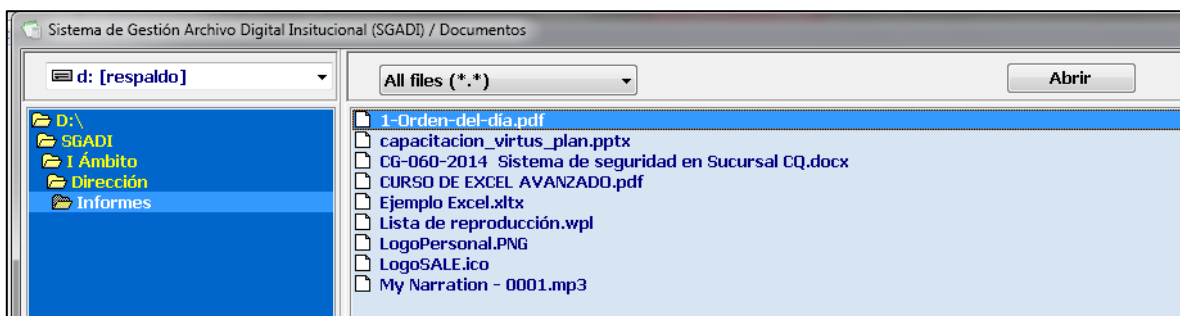 Sistema de Gestión Archivo Digital Insitucional (SGADI) / Documentos
d: [respaldo]
All files (*.*)
Abrir
D:\
SGADI
I Ámbito
Dirección
Informes
1-Orden-del-día.pdf
capacitacion_virtus_plan.pptx
CG-060-2014 Sistema de seguridad en Sucursal CQ.docx
CURSO DE EXCEL AVANZADO.pdf
Ejemplo Excel.xltx
Lista de reproducción.wpl
LogoPersonal.PNG
LogoSALE.ico
My Narration - 0001.mp3